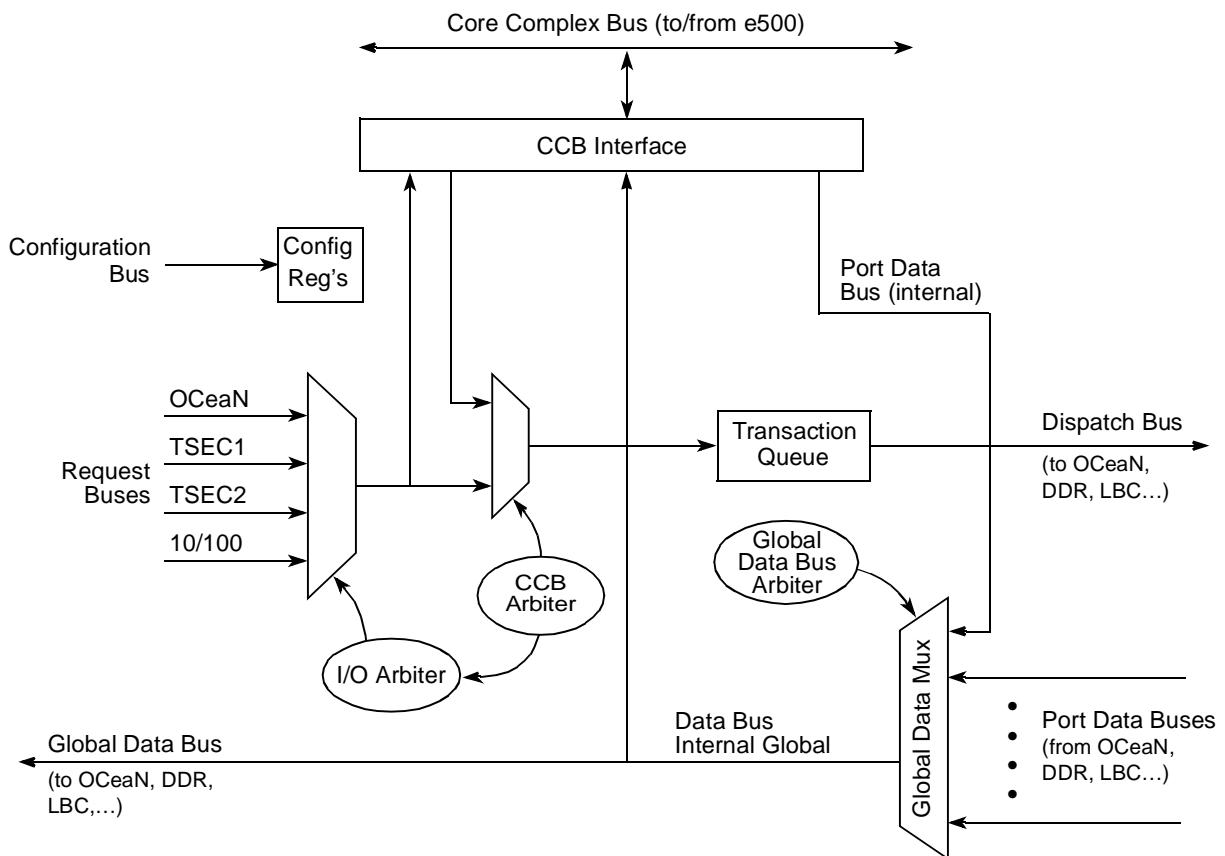 Core Complex Bus (to/from e500)
CCB Interface
Configuration
Bus
Config
Reg's
Port Data
Bus (internal)
OCeaN
TSEC1
Request
Buses
TSEC2
10/100
Transaction
Queue
Dispatch Bus
(to OCeaN,
DDR, LBC…)
Global
Data Bus
Arbiter
CCB
Arbiter
I/O Arbiter
Global Data Mux
Global Data Bus
(to OCeaN, DDR,
LBC,…)
Data Bus
Internal Global
Port Data Buses
(from OCeaN,
DDR, LBC…)